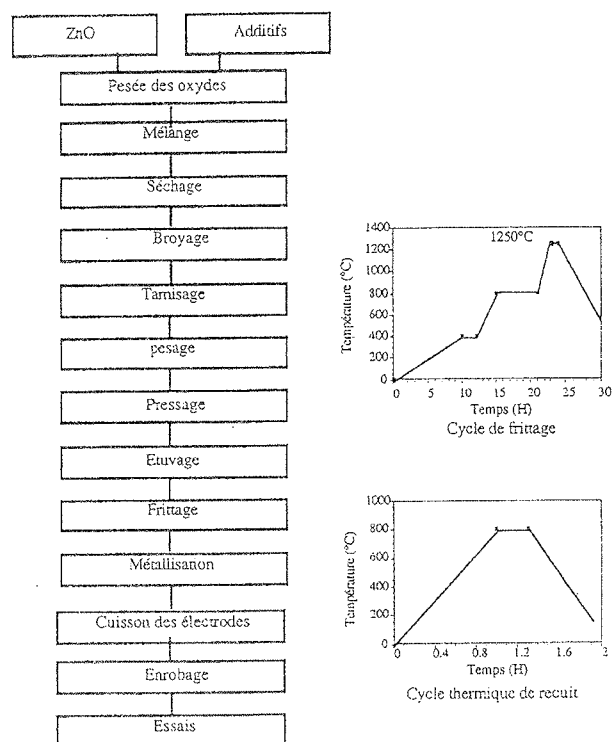 ZnO
Additifs
Pesée des oxydes
Mélange
Séchage
Broyage
Tamisage
pesage
Pressage
Etuvage
Frittage
Métallisanon
Cuisson des électrodes
Enrobage
Essais
1400
1200
1000
800
600
400
200
0
1250°C
Température (°C)
0 5 10 15 20 25 30
Temps (H)
Cycle de frittage
1000
800
600
400
200
0
Température (°C)
0 0.4 0.8 1.2 1.6 2
Temps (H)
Cycle thermique de recuit